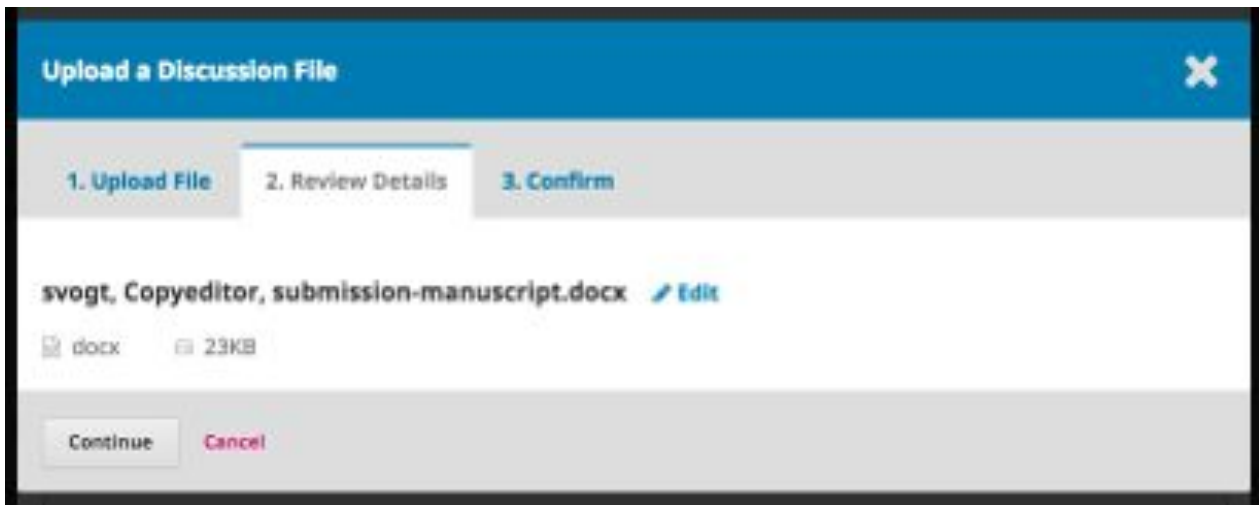 Upload a Discussion File
1. Upload File 2. Review Details 3. Confirm
svogt, Copyeditor, submission-manuscript.docx Edit
docx 23KB
Continue Cancel